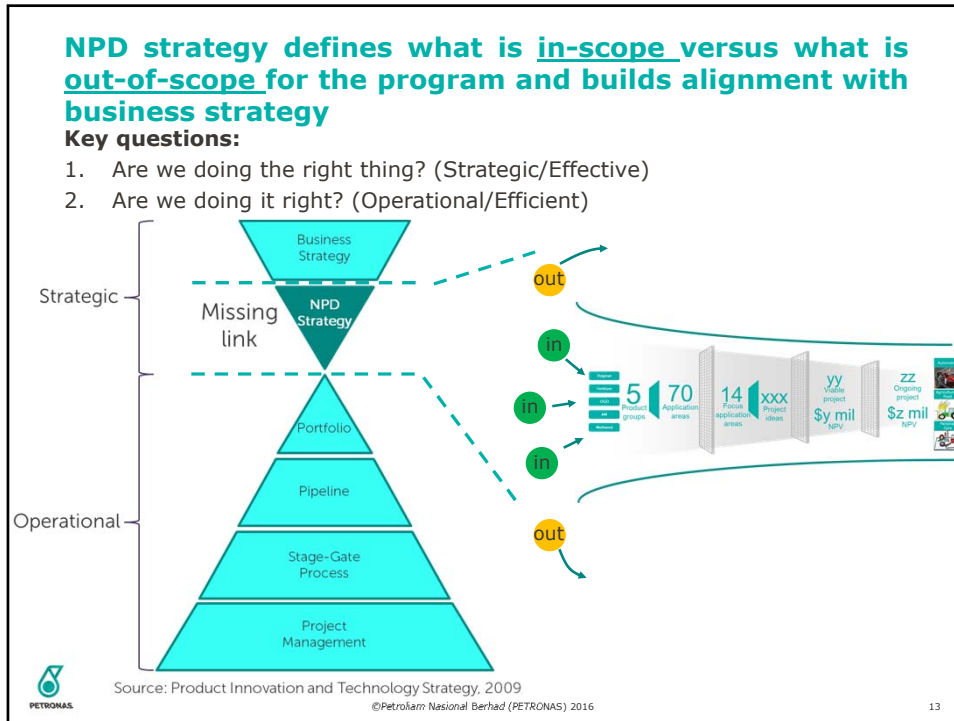 NPD strategy defines what is in-scope versus what is
out-of-scope for the program and builds alignment with
business strategy
Key questions:
1. Are we doing the right thing? (Strategic/Effective)
2. Are we doing it right? (Operational/Efficient)
Strategic
Operational
Business
Strategy
Missing
link
NPD
Strategy
Portfolio
Pipeline
Stage-Gate
Process
Project
Management
out
in
in
in
out
Polymer
Methanol
5
Product
groups
70
Application
areas
14
Focus
application
areas
xxx
Project
ideas
yy
Viable
project
$y mil
NPV
zz
Ongoing
project
$z mil
NPV
PETRONAS
Source: Product Innovation and Technology Strategy, 2009
©Petroliam Nasional Berhad (PETRONAS) 2016
13